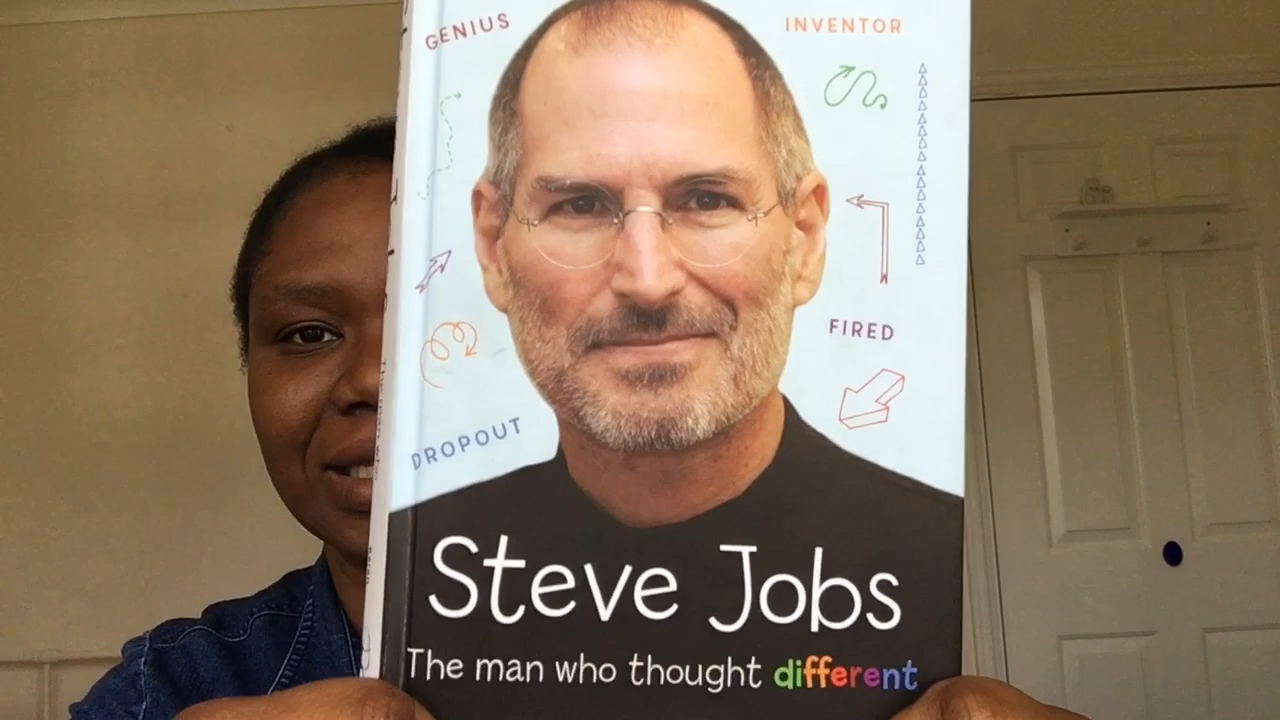 GENIUS
INVENTOR
FIRED
DROPOUT
Steve Jobs
The man who thought different